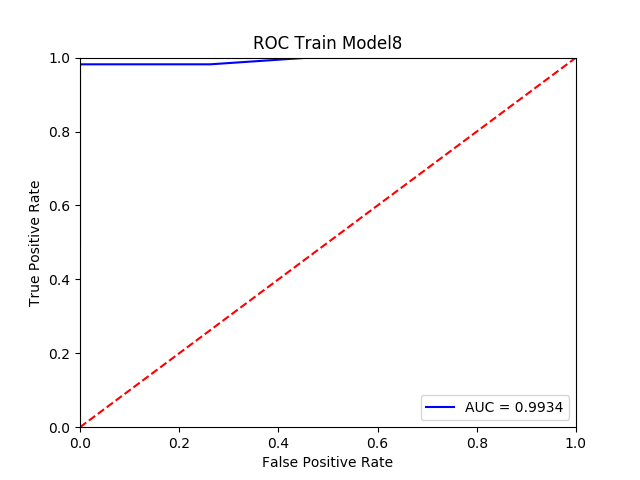 ROC Train Model8
True Positive Rate
1.0
0.8
0.6
0.4
0.2
0.0
0.0 0.2 0.4 0.6 0.8 1.0
False Positive Rate
AUC = 0.9934